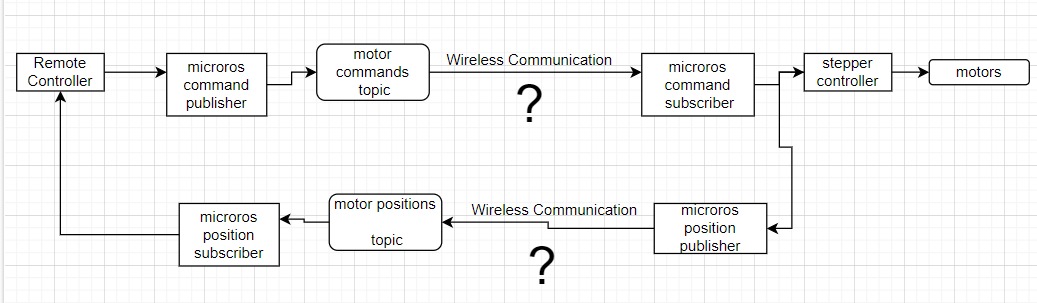 Remote
Controller
microros
command
publisher
motor
commands
topic
Wireless Communication
?
microros
command
subscriber
stepper
controller
motors
microros
position
subscriber
motor positions
topic
Wireless Communication
?
microros
position
publisher